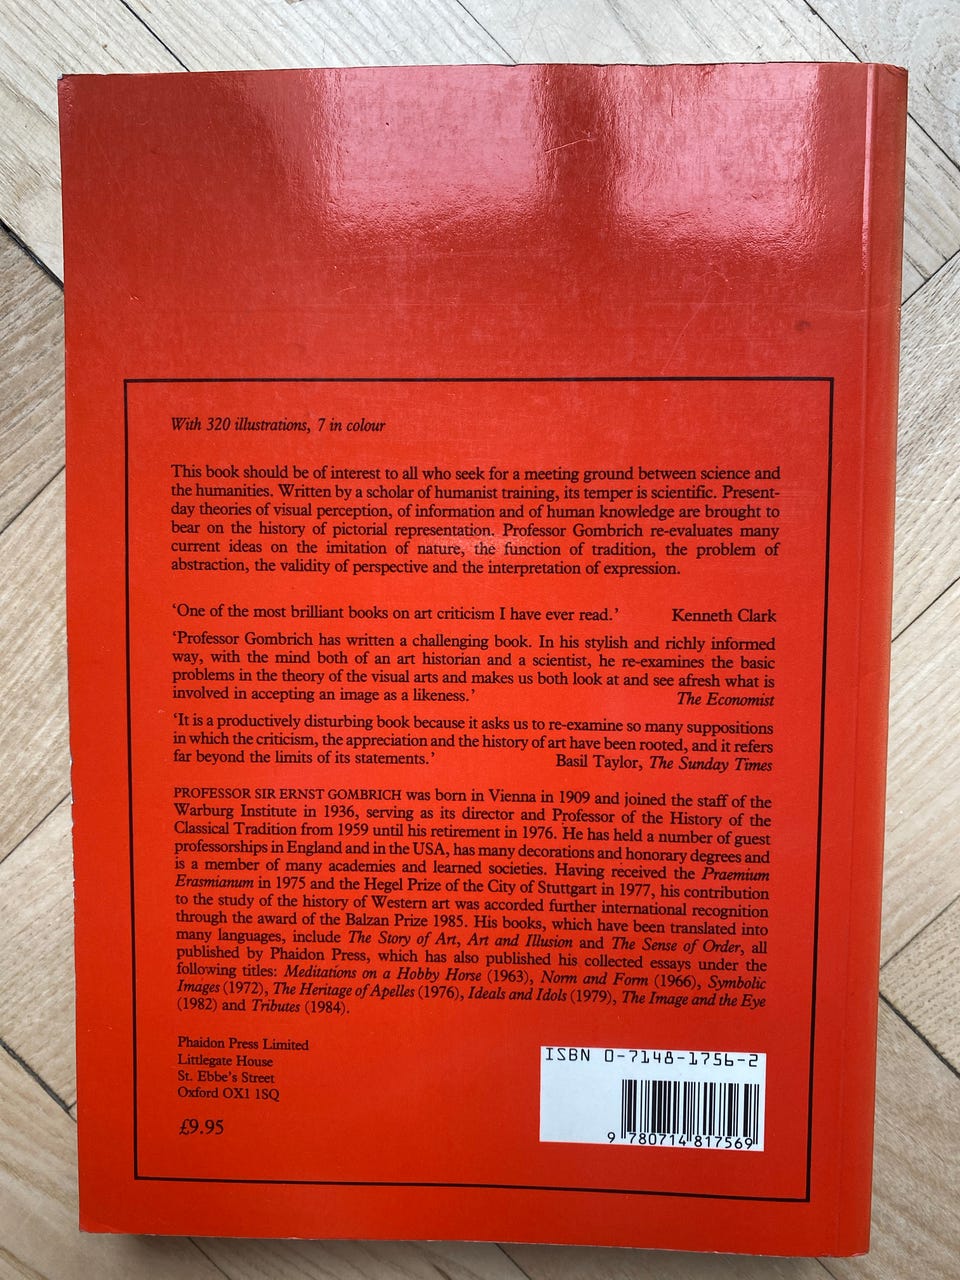 With 320 illustrations, 7 in colour
This book should be of interest to all who seek for a meeting ground between science and
the humanities. Written by a scholar of humanist training, its temper is scientific. Present-
day theories of visual perception, of information and of human knowledge are brought to
bear on the history of pictorial representation. Professor Gombrich re-evaluates many
current ideas on the imitation of nature, the function of tradition, the problem of
abstraction, the validity of perspective and the interpretation of expression.
‘One of the most brilliant books on art criticism I have ever read.’ Kenneth Clark
‘Professor Gombrich has written a challenging book. In his stylish and richly informed
way, with the mind both of an art historian and a scientist, he re-examines the basic
problems in the theory of the visual arts and makes us both look at and see afresh what is
involved in accepting an image as a likeness.’ The Economist
‘It is a productively disturbing book because it asks us to re-examine so many suppositions
in which the criticism, the appreciation and the history of art have been rooted, and it refers
far beyond the limits of its statements.’ Basil Taylor, The Sunday Times
PROFESSOR SIR ERNST GOMBRICH was born in Vienna in 1909 and joined the staff of the
Warburg Institute in 1936, serving as its director and Professor of the History of the
Classical Tradition from 1959 until his retirement in 1976. He has held a number of guest
professorships in England and in the USA, has many decorations and honorary degrees and
is a member of many academies and learned societies. Having received the Praemium
Erasmianum in 1975 and the Hegel Prize of the City of Stuttgart in 1977, his contribution
to the study of the history of Western art was accorded further international recognition
through the award of the Balzan Prize 1985. His books, which have been translated into
many languages, include The Story of Art, Art and Illusion and The Sense of Order, all
published by Phaidon Press, which has also published his collected essays under the
following titles: Meditations on a Hobby Horse (1963), Norm and Form (1966), Symbolic
Images (1972), The Heritage of Apelles (1976), Ideals and Idols (1979), The Image and the Eye
(1982) and Tributes (1984).
Phaidon Press Limited
Littlegate House
St. Ebbe's Street
Oxford OX1 1SQ
£9.95
ISBN 0-7148-1756-2
9 780714 817569